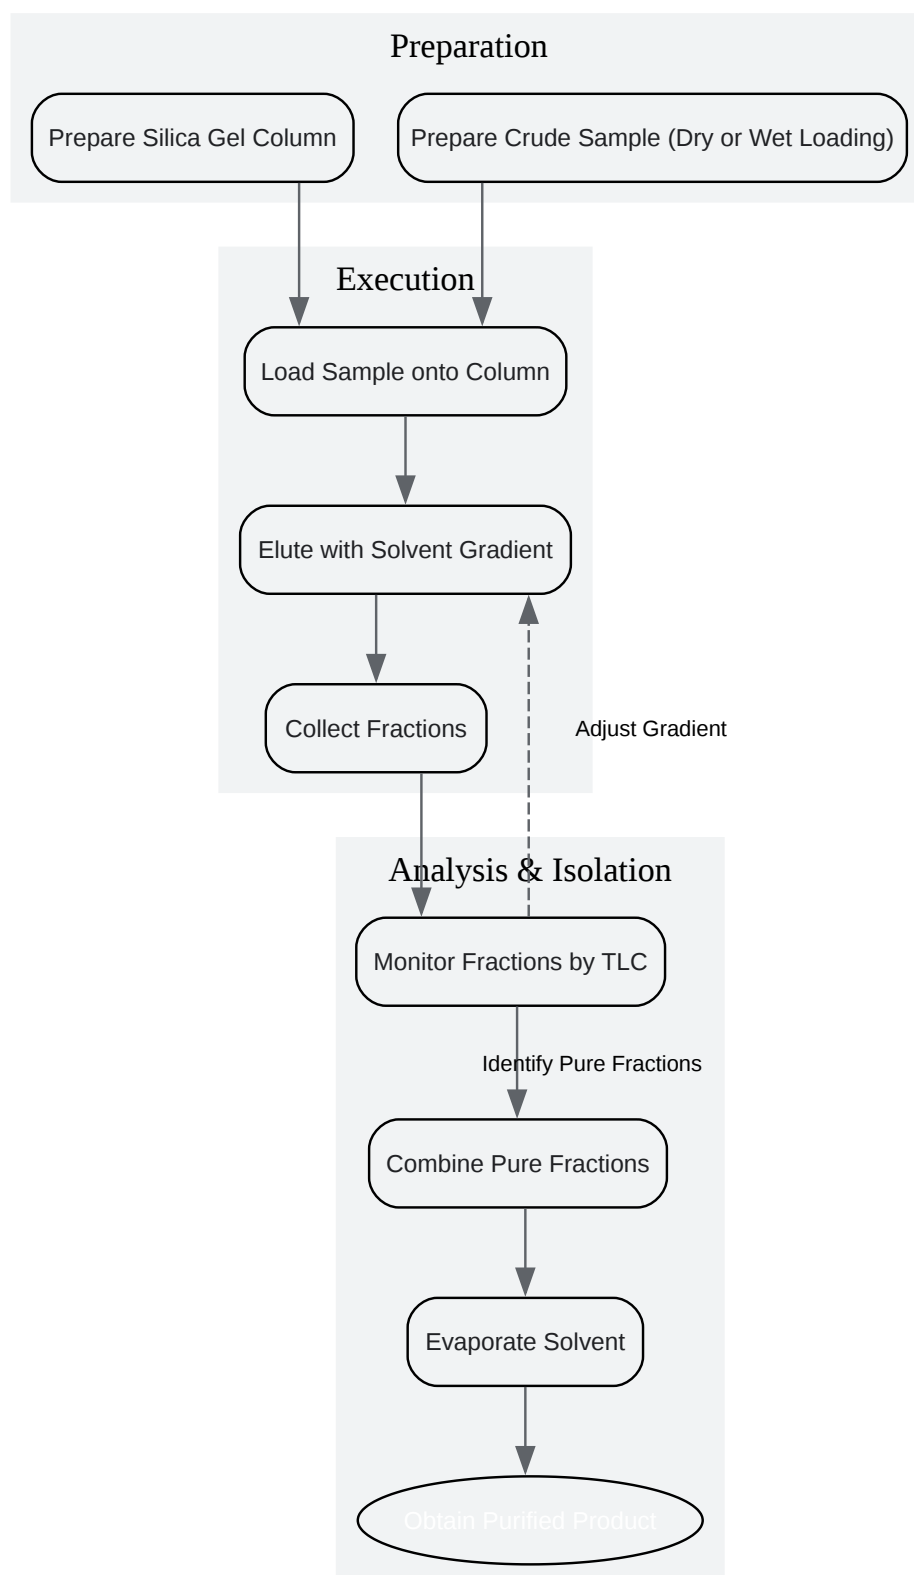 Preparation
Prepare Silica Gel Column
Prepare Crude Sample (Dry or Wet Loading)
Execution
Load Sample onto Column
Elute with Solvent Gradient
Collect Fractions
Adjust Gradient
Analysis & Isolation
Monitor Fractions by TLC
Identify Pure Fractions
Combine Pure Fractions
Evaporate Solvent
Obtain Purified Product